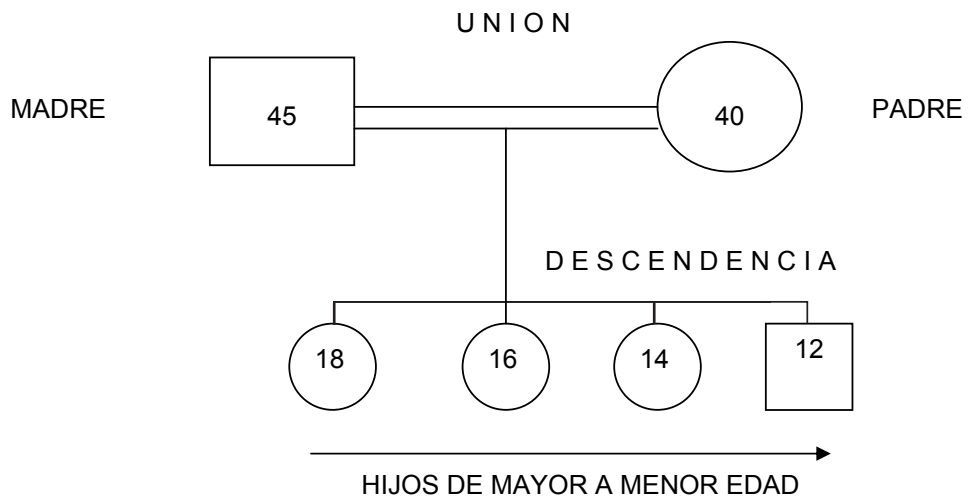 U N I O N
MADRE
45
40
PADRE
D E S C E N D E N C I A
18
16
14
12
HIJOS DE MAYOR A MENOR EDAD